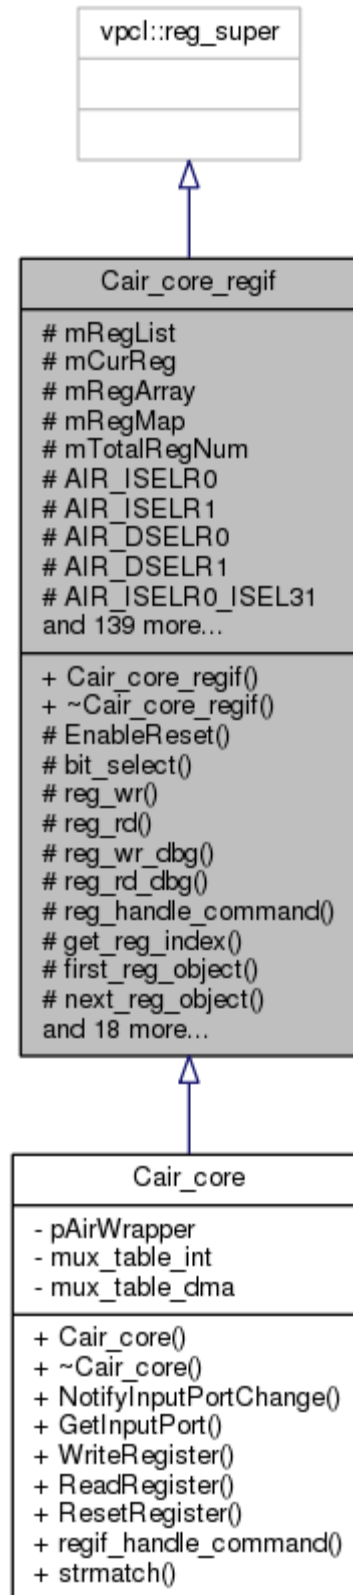 vpcl::reg_super
Cair_core_regif
# mRegList
# mCurReg
# mRegArray
# mRegMap
# mTotalRegNum
# AIR_ISELR0
# AIR_ISELR1
# AIR_DSELR0
# AIR_DSELR1
# AIR_ISELR0_ISEL31
and 139 more...
+ Cair_core_regif()
+ ~Cair_core_regif()
# EnableReset()
# bit_select()
# reg_wr()
# reg_rd()
# reg_wr_dbg()
# reg_rd_dbg()
# reg_handle_command()
# get_reg_index()
# first_reg_object()
# next_reg_object()
and 18 more...
Cair_core
- pAirWrapper
- mux_table_int
- mux_table_dma
+ Cair_core()
+ ~Cair_core()
+ NotifyInputPortChange()
+ GetInputPort()
+ WriteRegister()
+ ReadRegister()
+ ResetRegister()
+ regif_handle_command()
+ strmatch()